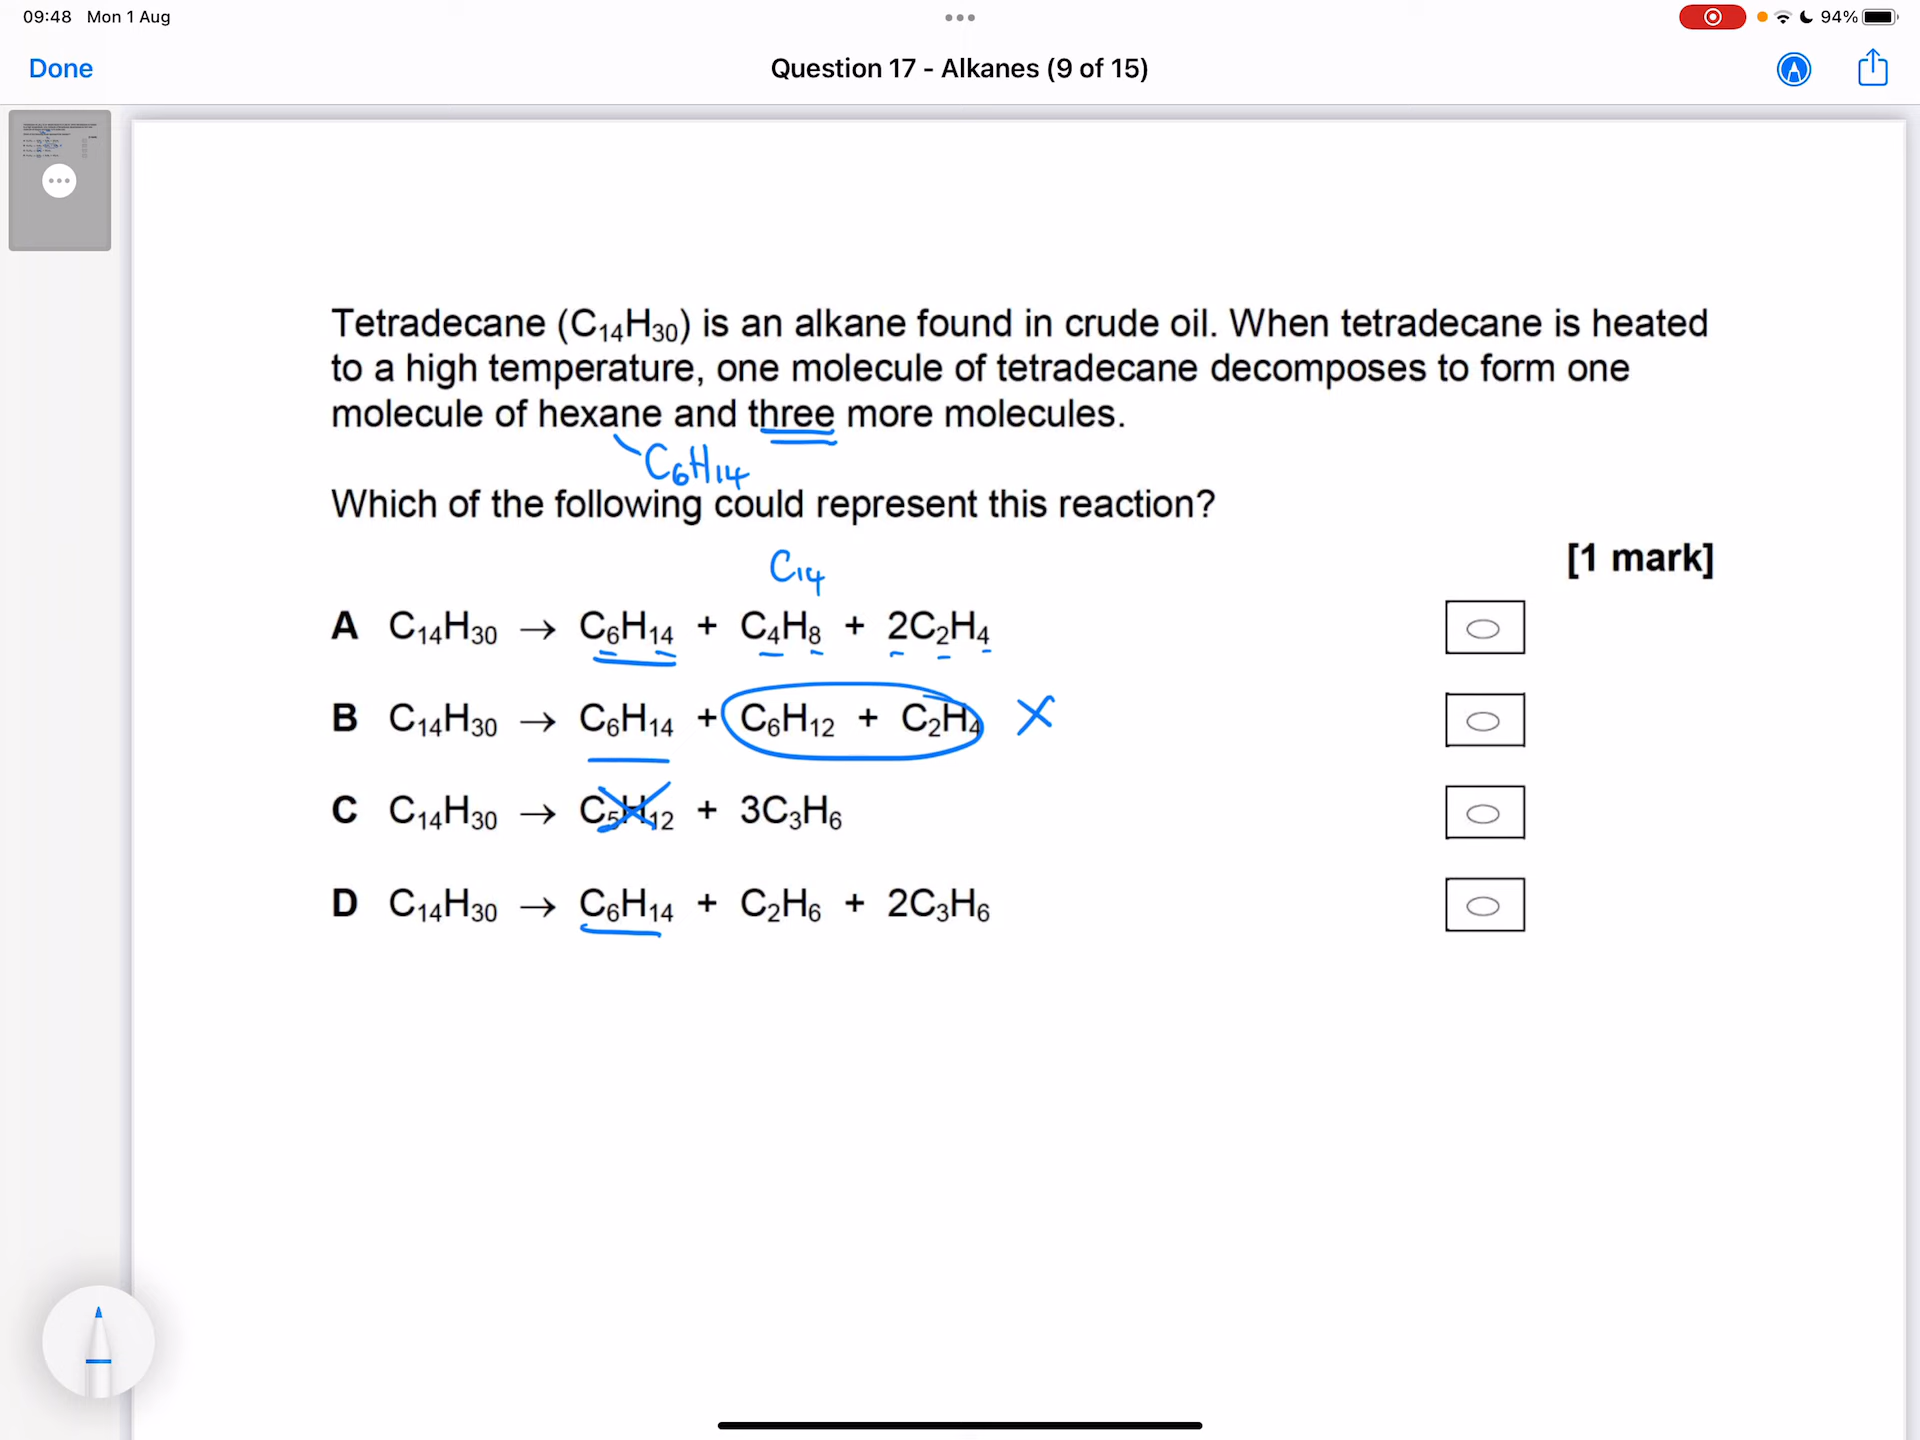 09:48 Mon 1 Aug
94%
Done
Question 17 - Alkanes (9 of 15)
Tetradecane (C₁₄H₃₀) is an alkane found in crude oil. When tetradecane is heated
to a high temperature, one molecule of tetradecane decomposes to form one
molecule of hexane and three more molecules.
C₆H₁₄
Which of the following could represent this reaction?
[1 mark]
C₁₄
A C₁₄H₃₀ → C₆H₁₄ + C₄H₈ + 2C₂H₄
B C₁₄H₃₀ → C₆H₁₄ + C₆H₁₂ + C₂H₄ X
C C₁₄H₃₀ → C₅H₁₂ + 3C₃H₆
D C₁₄H₃₀ → C₆H₁₄ + C₂H₆ + 2C₃H₆